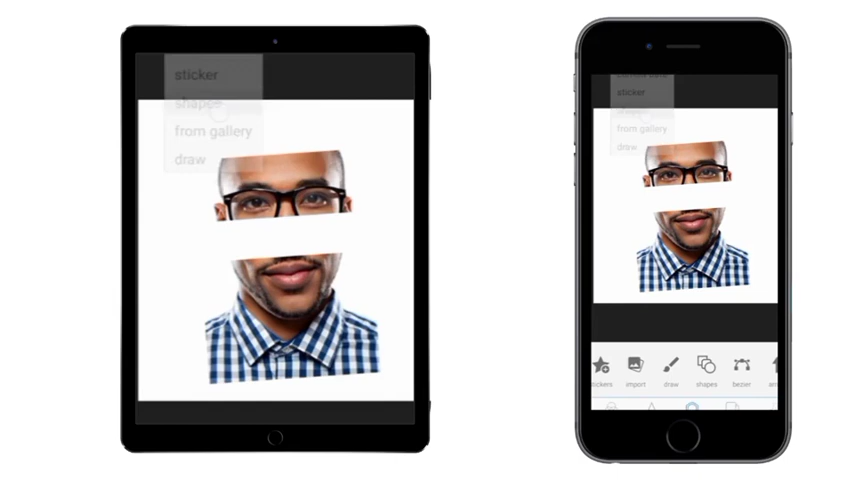 sticker
shapes
from gallery
draw
sticker
shapes
from gallery
draw
stickers
import
draw
shapes
bezier